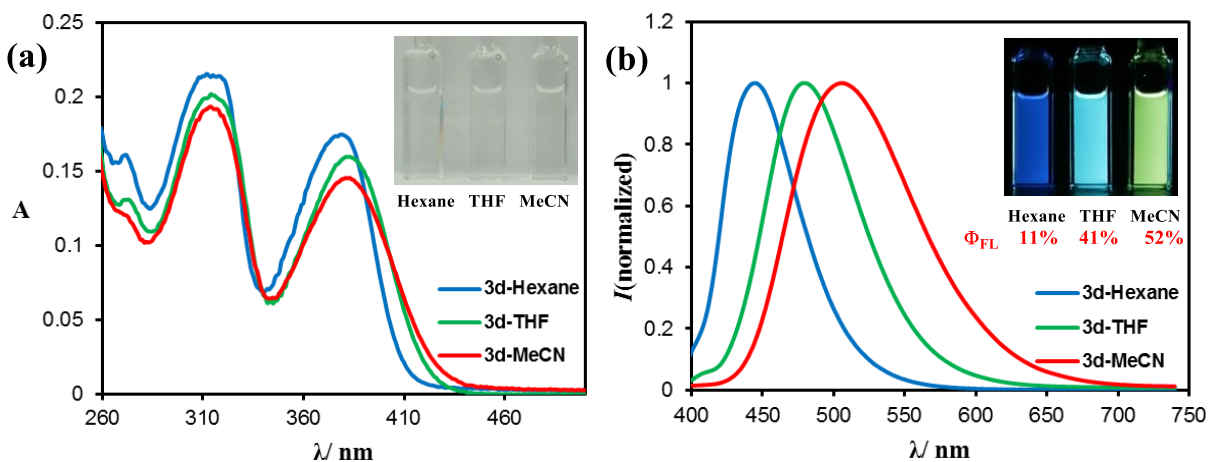 (a)
0.25
0.2
0.15
A
0.1
0.05
0
260 310 360 410 460
λ/ nm
Hexane THF MeCN
3d-Hexane
3d-THF
3d-MeCN
(b)
1.2
1
0.8
0.6
0.4
0.2
0
I(normalized)
400 450 500 550 600 650 700 750
λ/ nm
Hexane THF MeCN
ΦFL 11% 41% 52%
3d-Hexane
3d-THF
3d-MeCN